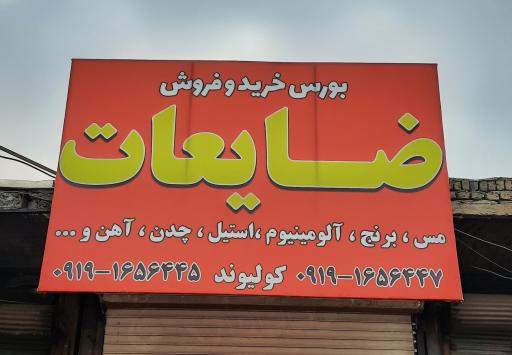 بورس خرید و فروش
ضایعات
مس ، برنج ، آلومینیوم ،استیل ، چدن ، آهن و ...
۰۹۱۹-۱۶۵۶۴۴۷ کولیوند ۰۹۱۹-۱۶۵۶۴۴۵